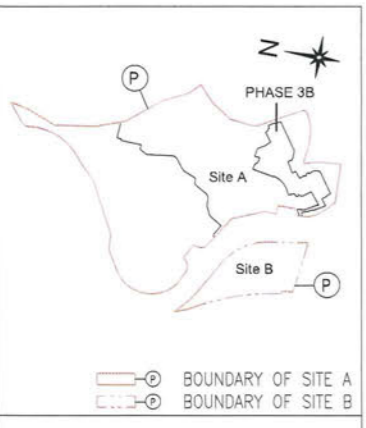 N
P
PHASE 3B
Site A
Site B
P
P BOUNDARY OF SITE A
P BOUNDARY OF SITE B